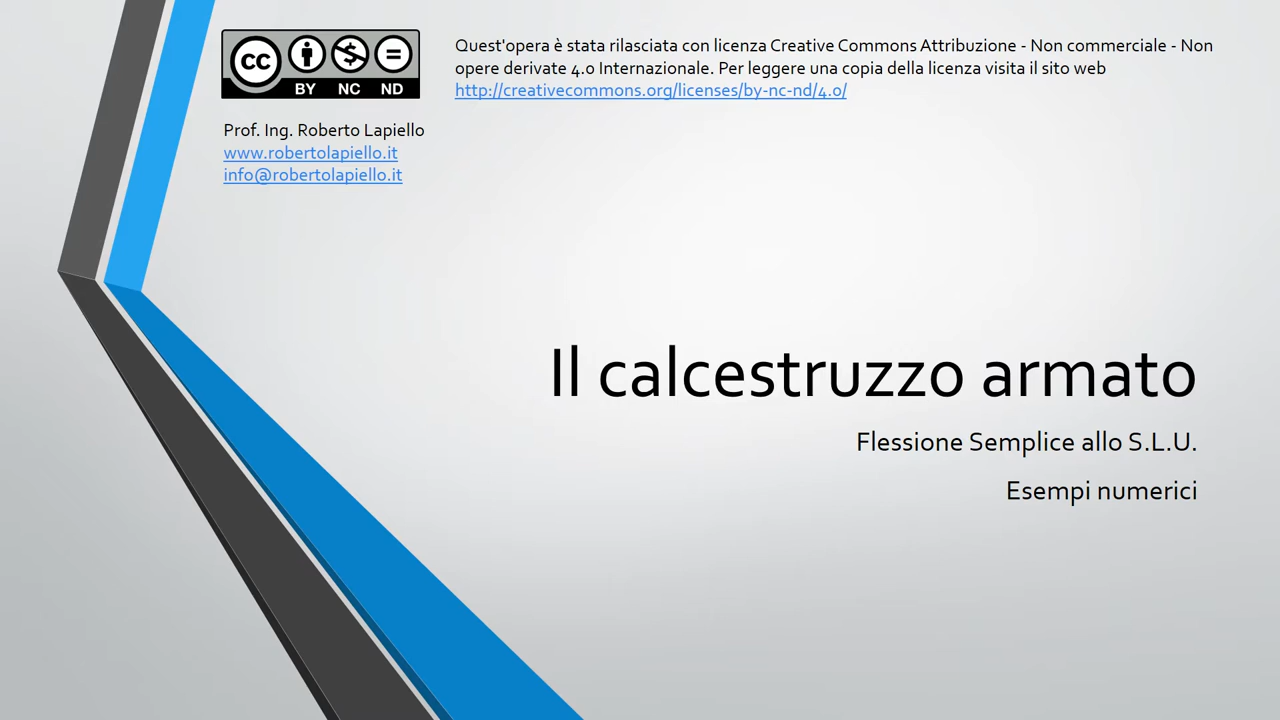 cc
BY NC ND
Quest'opera è stata rilasciata con licenza Creative Commons Attribuzione - Non commerciale - Non
opere derivate 4.0 Internazionale. Per leggere una copia della licenza visita il sito web
http://creativecommons.org/licenses/by-nc-nd/4.0/
Prof. Ing. Roberto Lapiello
www.robertolapiello.it
info@robertolapiello.it
Il calcestruzzo armato
Flessione Semplice allo S.L.U.
Esempi numerici